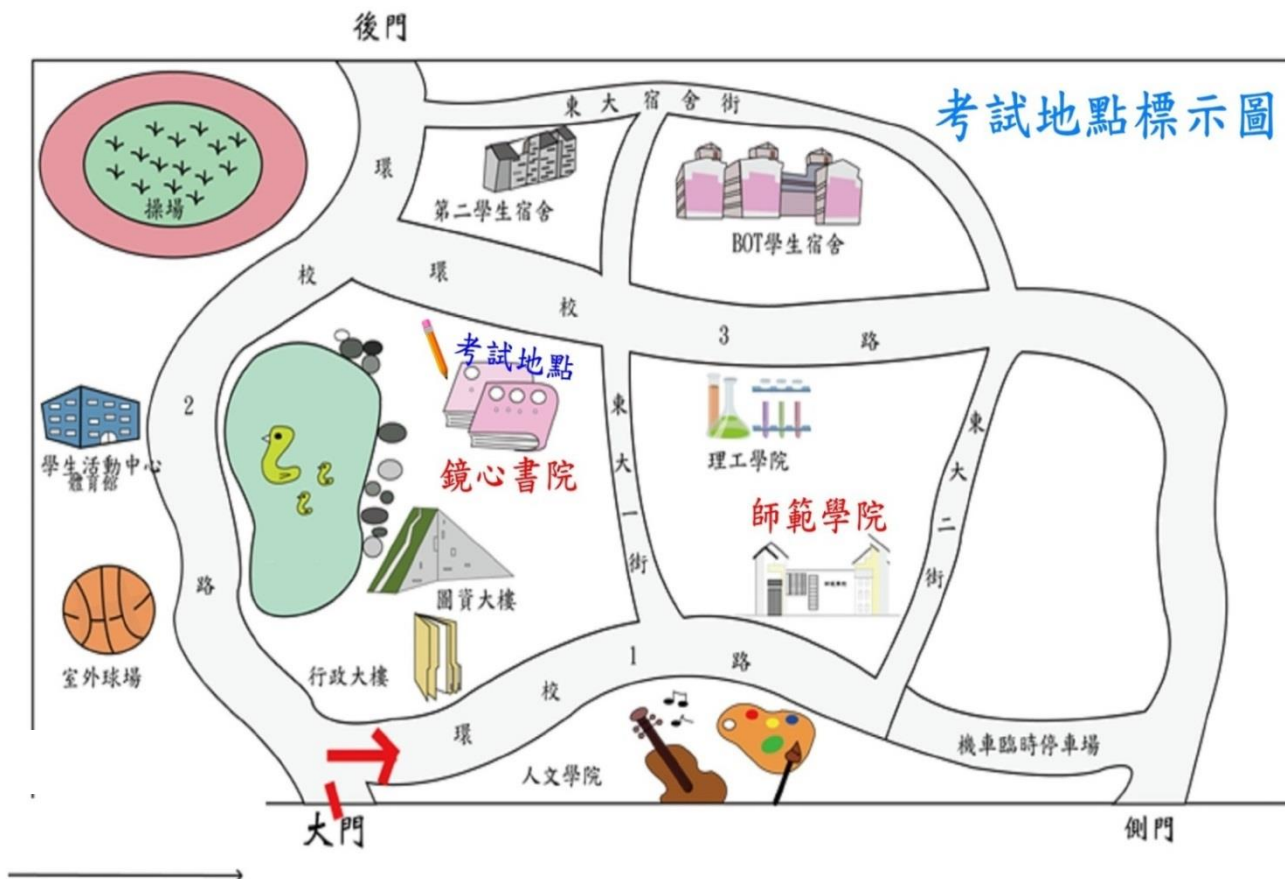 後門
東大宿舍街
考試地點標示圖
環校2路
操場
第二學生宿舍
BOT學生宿舍
環校3路
考試地點
鏡心書院
東大一街
理工學院
東大二街
學生活動中心
體育館
師範學院
圖資大樓
室外球場
行政大樓
環校1路
人文學院
機車臨時停車場
大門
側門